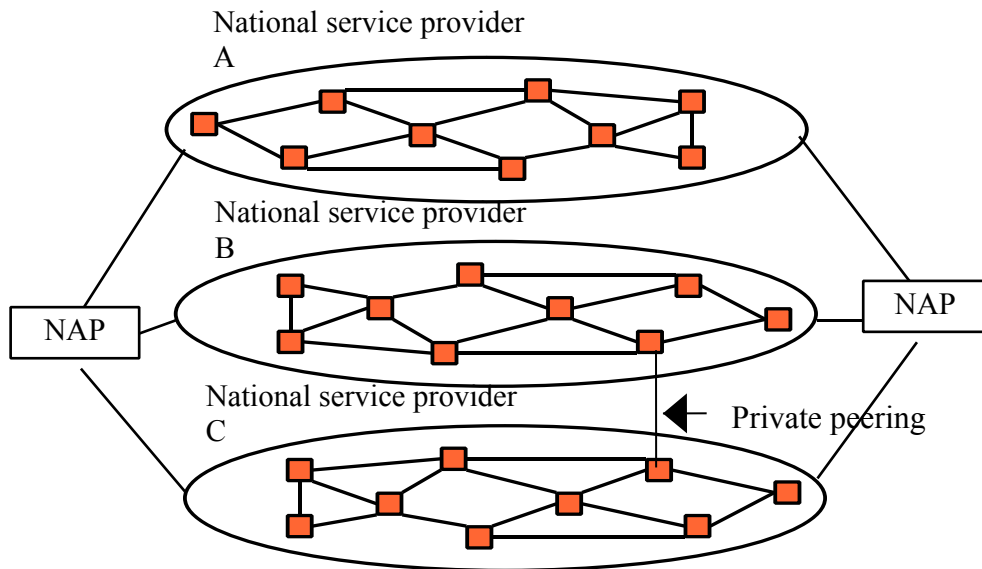 National service provider
A
National service provider
B
NAP
NAP
National service provider
C
Private peering